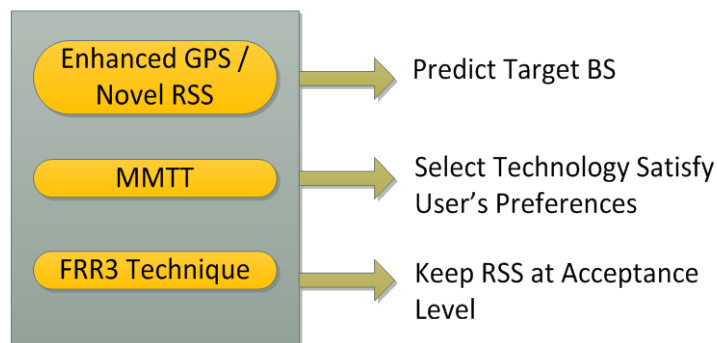 Enhanced GPS /
Novel RSS
Predict Target BS
MMTT
Select Technology Satisfy
User's Preferences
FRR3 Technique
Keep RSS at Acceptance
Level